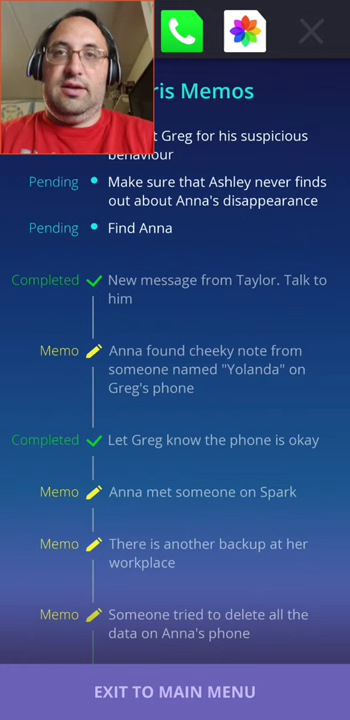 ris Memos
t Greg for his suspicious
behaviour
Pending
Make sure that Ashley never finds
out about Anna's disappearance
Pending
Find Anna
Completed
New message from Taylor. Talk to
him
Memo
Anna found cheeky note from
someone named "Yolanda" on
Greg's phone
Completed
Let Greg know the phone is okay
Memo
Anna met someone on Spark
Memo
There is another backup at her
workplace
Memo
Someone tried to delete all the
data on Anna's phone
EXIT TO MAIN MENU